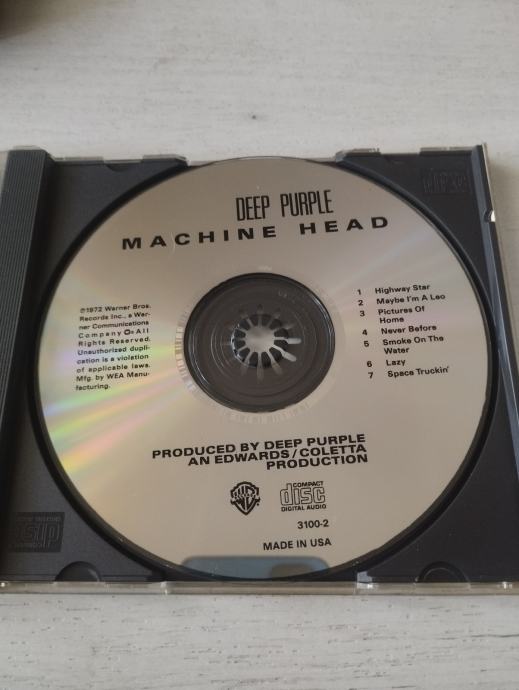 DEEP PURPLE
MACHINE HEAD
℗1972 Warner Bros.
Records Inc., a War-
ner Communications
Company O-All
Rights Reserved.
Unauthorized dupli-
cation is a violation
of applicable laws.
Mfg. by WEA Manu-
facturing.
1 Highway Star
2 Maybe I'm A Leo
3 Pictures Of
Home
4 Never Before
5 Smoke On The
Water
6 Lazy
7 Space Truckin'
PRODUCED BY DEEP PURPLE
AN EDWARDS/COLETTA
PRODUCTION
WB
COMPACT
disc
DIGITAL AUDIO
3100-2
MADE IN USA
disc